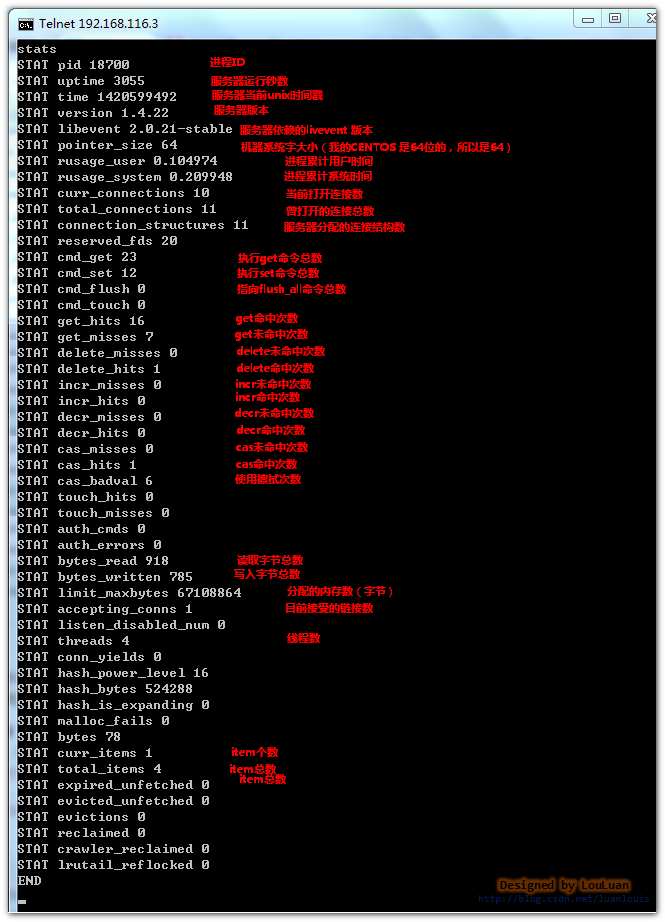 Telnet 192.168.116.3
stats
STAT pid 18700 进程ID
STAT uptime 3055 服务器运行秒数
STAT time 1420599492 服务器当前unix时间戳
STAT version 1.4.22 服务器版本
STAT libevent 2.0.21-stable 服务器依赖的livevent 版本
STAT pointer_size 64 机器系统字大小（我的CENTOS 是64位的，所以是64）
STAT rusage_user 0.104974 进程累计用户时间
STAT rusage_system 0.209948 进程累计系统时间
STAT curr_connections 10 当前打开连接数
STAT total_connections 11 曾打开的连接总数
STAT connection_structures 11 服务器分配的连接结构数
STAT reserved_fds 20
STAT cmd_get 23 执行get命令总数
STAT cmd_set 12 执行set命令总数
STAT cmd_flush 0 指向flush_all命令总数
STAT cmd_touch 0
STAT get_hits 16 get命中次数
STAT get_misses 7 get未命中次数
STAT delete_misses 0 delete未命中次数
STAT delete_hits 1 delete命中次数
STAT incr_misses 0 incr未命中次数
STAT incr_hits 0 incr命中次数
STAT decr_misses 0 decr未命中次数
STAT decr_hits 0 decr命中次数
STAT cas_misses 0 cas未命中次数
STAT cas_hits 1 cas命中次数
STAT cas_badval 6 使用擦拭次数
STAT touch_hits 0
STAT touch_misses 0
STAT auth_cmds 0
STAT auth_errors 0
STAT bytes_read 918 读取字节总数
STAT bytes_written 785 写入字节总数
STAT limit_maxbytes 67108864 分配的内存数（字节）
STAT accepting_conns 1 目前接受的链接数
STAT listen_disabled_num 0
STAT threads 4 线程数
STAT conn_yields 0
STAT hash_power_level 16
STAT hash_bytes 524288
STAT hash_is_expanding 0
STAT malloc_fails 0
STAT bytes 78
STAT curr_items 1 item个数
STAT total_items 4 item总数
STAT expired_unfetched 0 item总数
STAT evicted_unfetched 0
STAT evictions 0
STAT reclaimed 0
STAT crawler_reclaimed 0
STAT lrutail_reflocked 0
END
Designed by LouLuan
http://blog.csdn.net/luanlouis